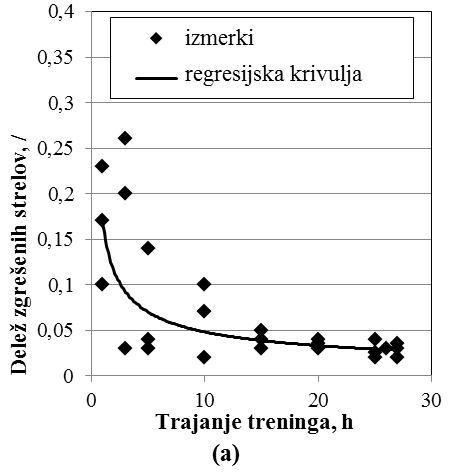 0,4
0,35
0,3
0,25
0,2
0,15
0,1
0,05
0
Delež zgrešenih strelov, /
izmerki
regresijska krivulja
0 10 20 30
Trajanje treninga, h
(a)